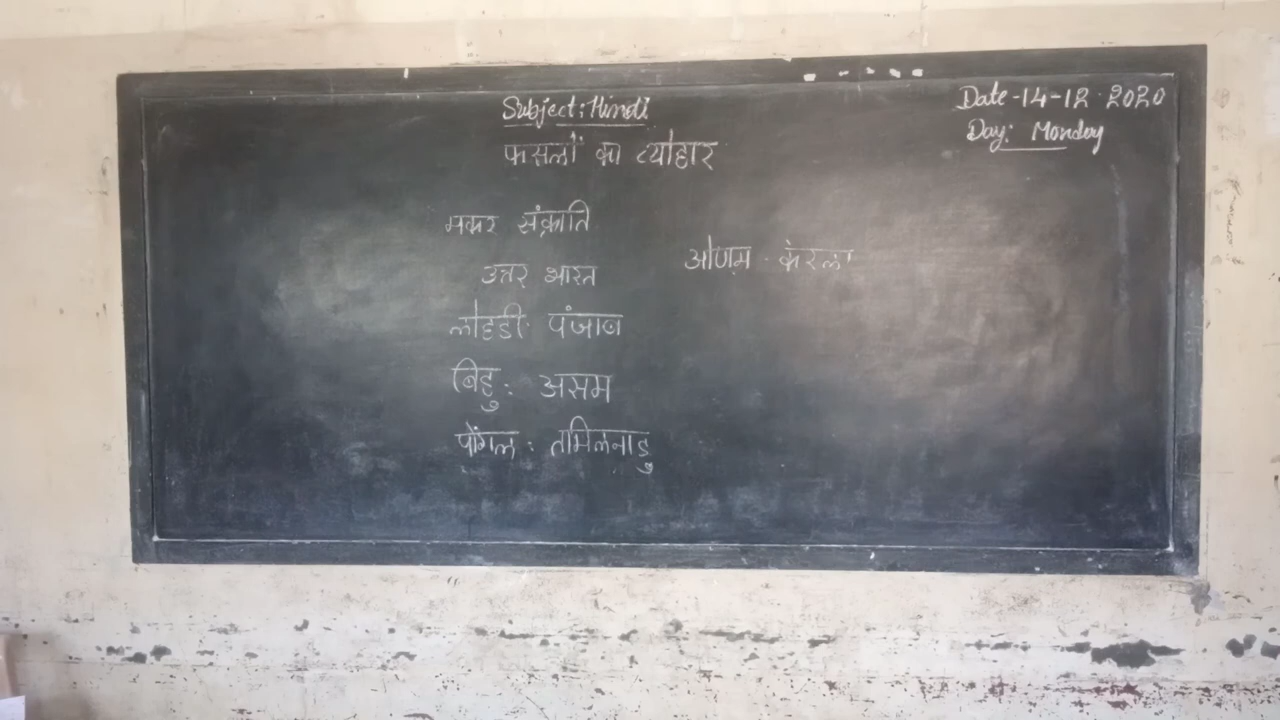 Subject: Hindi
Date-14-12-2020
Day: Monday
फसलों का त्योहार
मकर संक्राति
ओणम - केरला
उत्तर भारत
लोहडी: पंजाब
बिहु: असम
पोंगल: तमिलनाडु